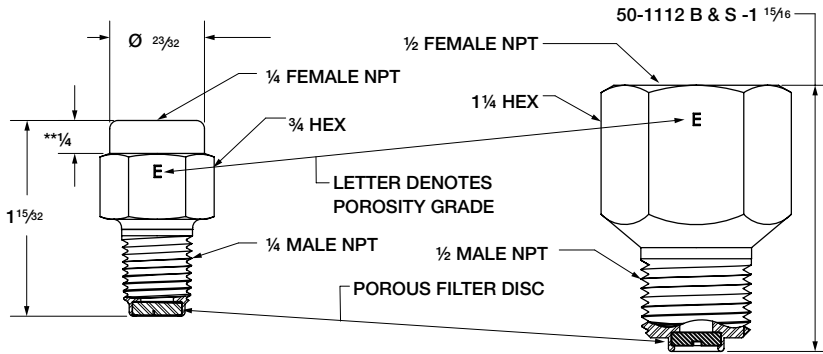 50-1112 B & S -1 15/16
Ø 23/32
½ FEMALE NPT
¼ FEMALE NPT
1¼ HEX
¾ HEX
**¼
E
E
LETTER DENOTES
POROSITY GRADE
1 15/32
¼ MALE NPT
½ MALE NPT
POROUS FILTER DISC